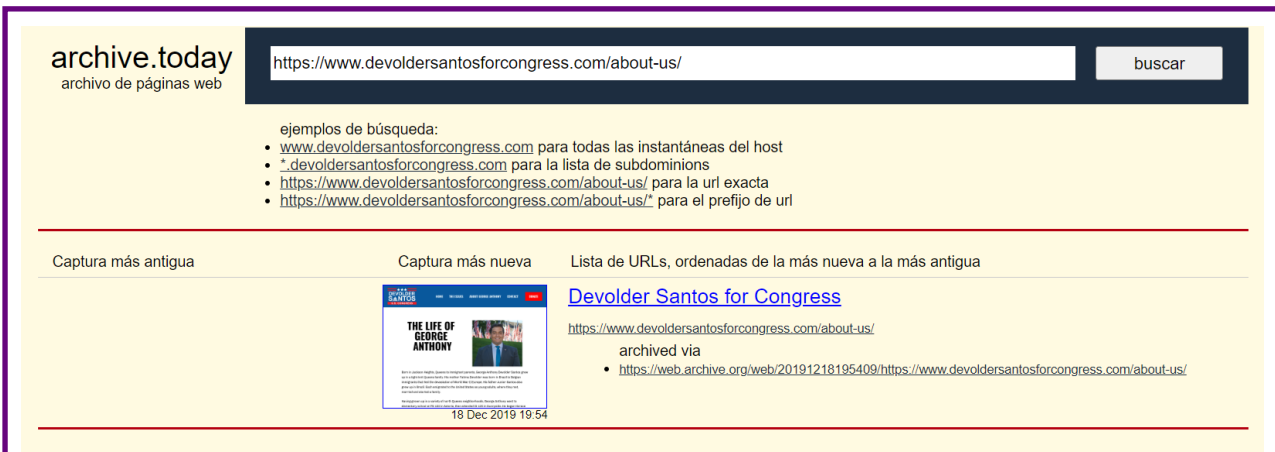 archive.today
archivo de páginas web
https://www.devoldersantosforcongress.com/about-us/
buscar
ejemplos de búsqueda:
www.devoldersantosforcongress.com para todas las instantáneas del host
*.devoldersantosforcongress.com para la lista de subdominions
https://www.devoldersantosforcongress.com/about-us/ para la url exacta
https://www.devoldersantosforcongress.com/about-us/* para el prefijo de url
Captura más antigua
Captura más nueva
Lista de URLs, ordenadas de la más nueva a la más antigua
DEVOLDER
SANTOS
HOME
CONTACT
THE LIFE OF
GEORGE
ANTHONY
18 Dec 2019 19:54
Devolder Santos for Congress
https://www.devoldersantosforcongress.com/about-us/
archived via
https://web.archive.org/web/20191218195409/https://www.devoldersantosforcongress.com/about-us/